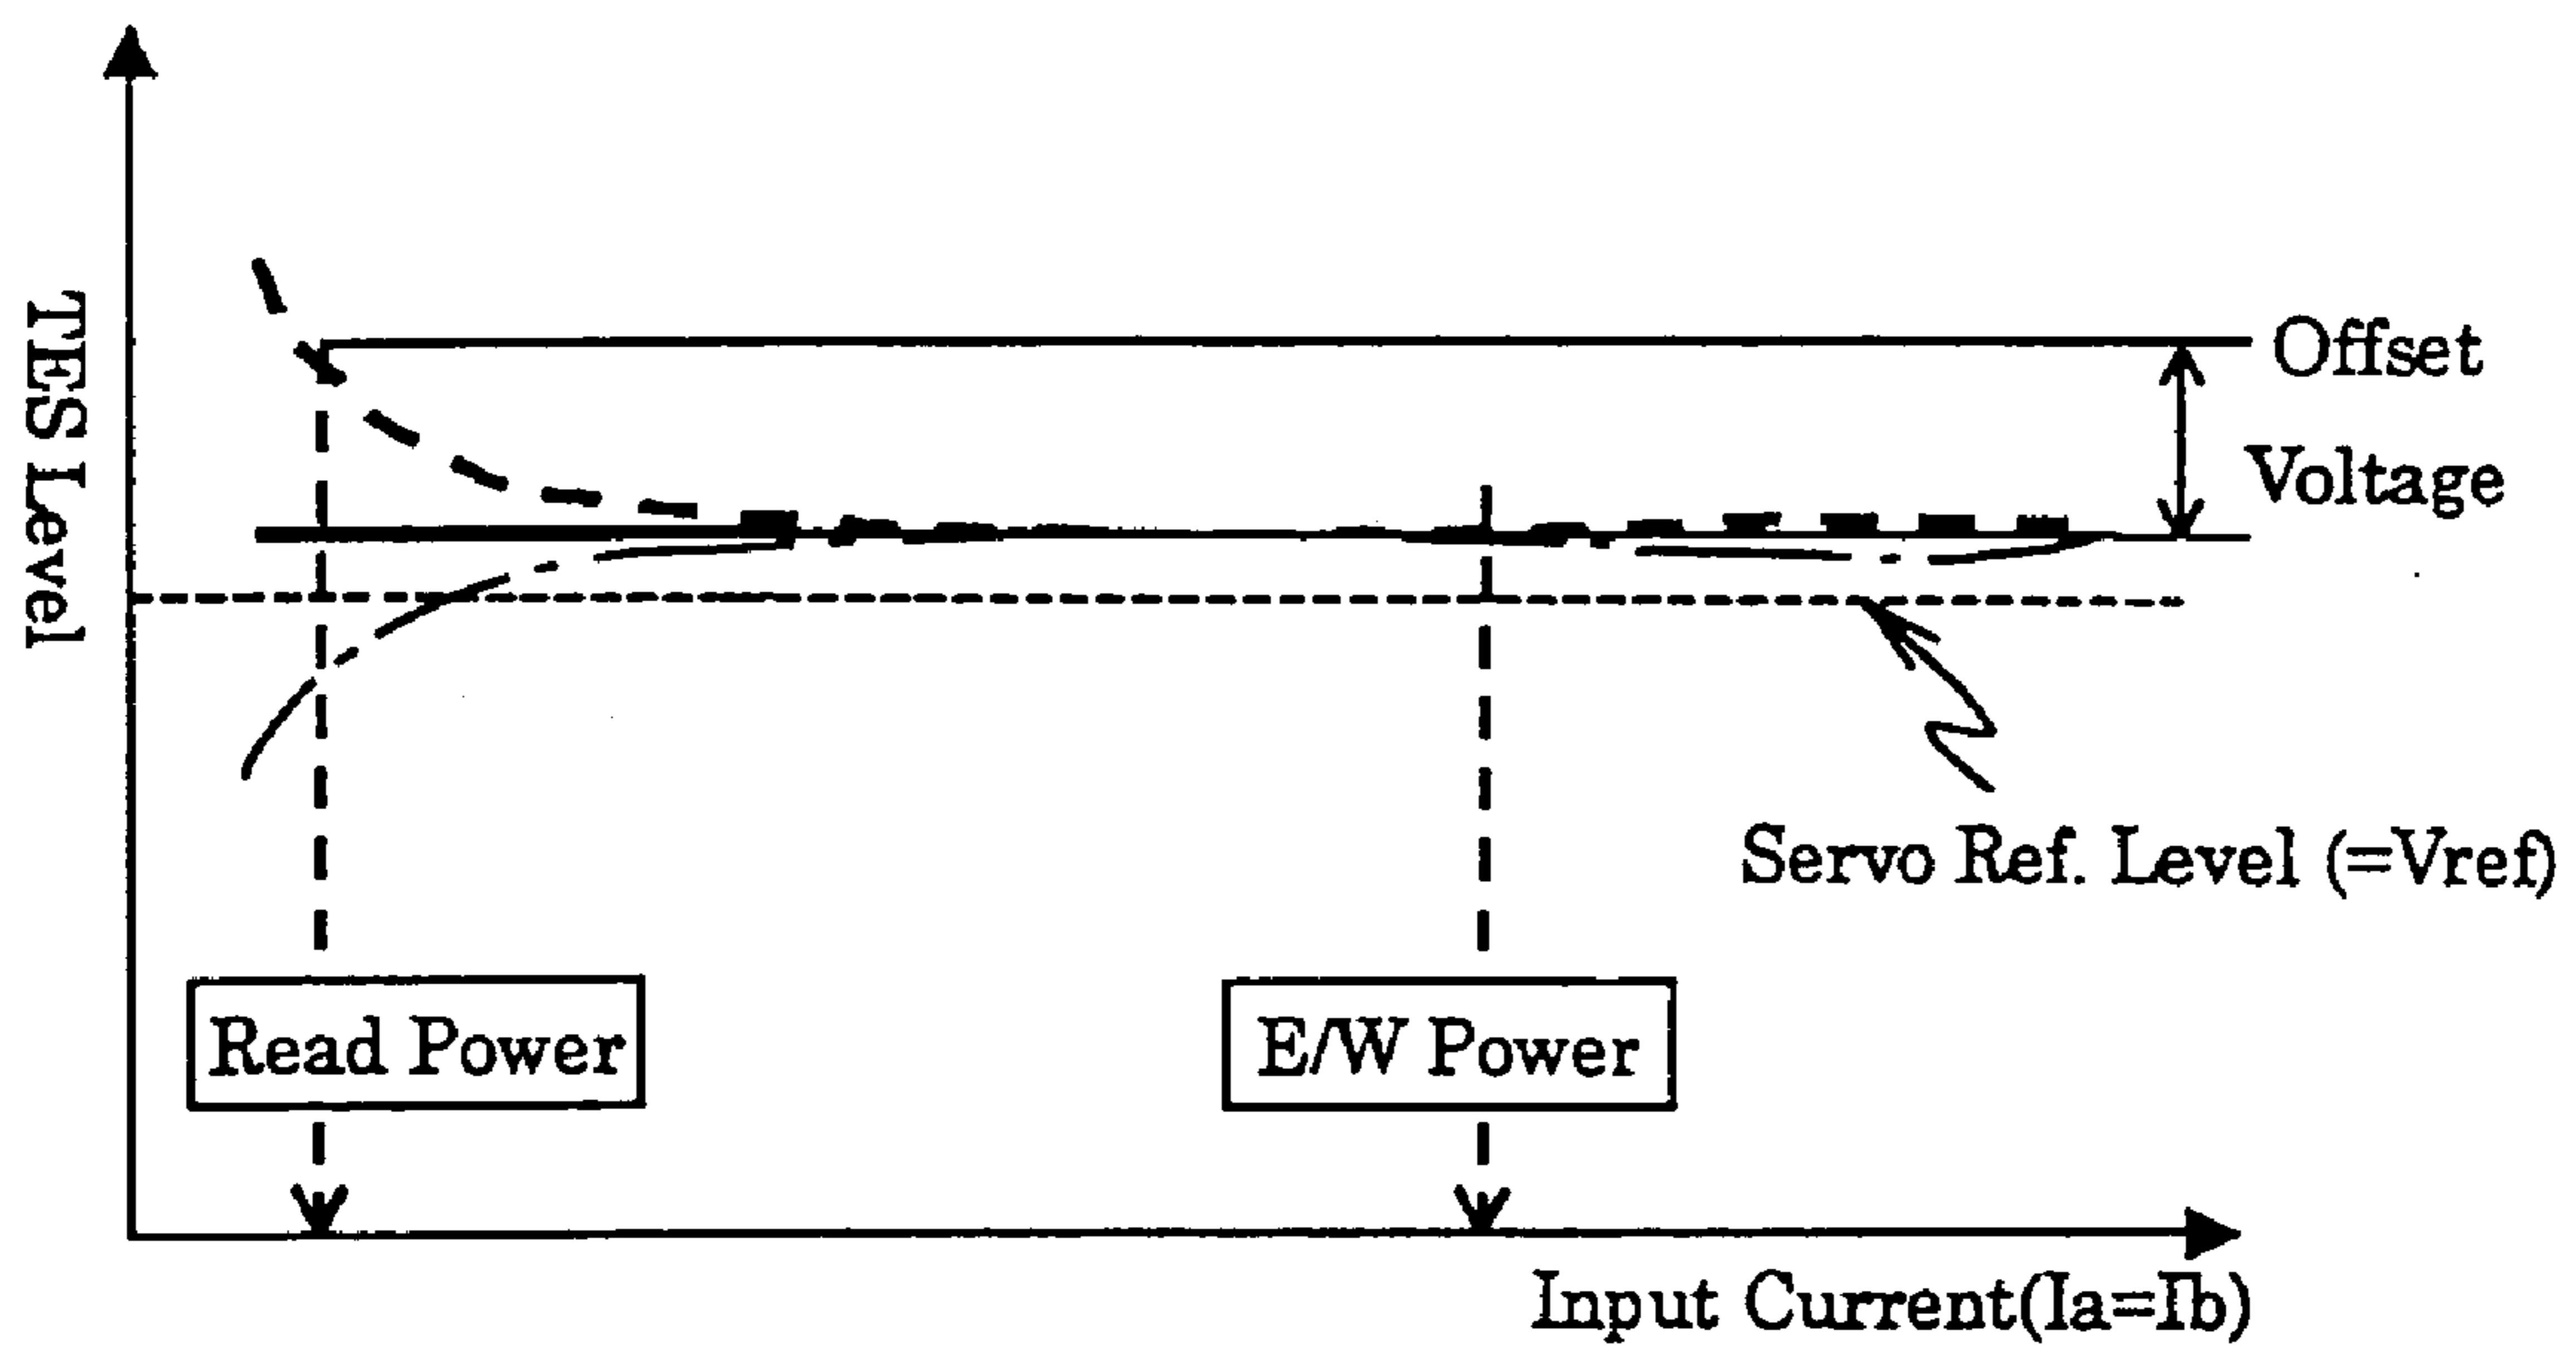 TES Level
Offset
Voltage
Servo Ref. Level (=Vref)
Read Power
E/W Power
Input Current(Ia=Ib)